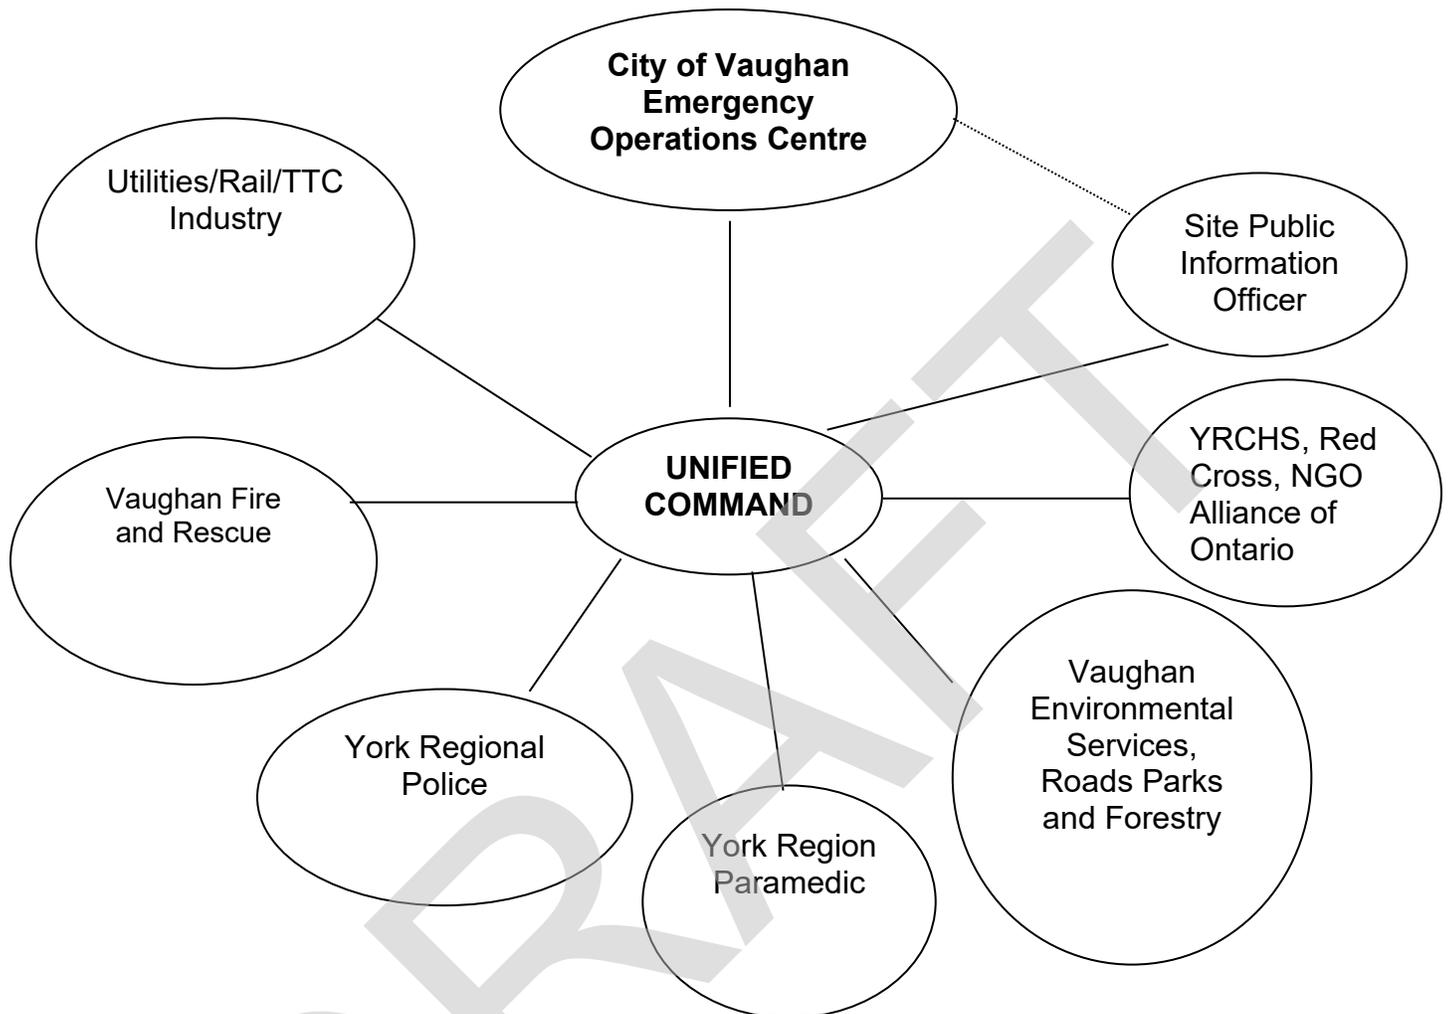 City of Vaughan
Emergency
Operations Centre
Utilities/Rail/TTC
Industry
Site Public
Information
Officer
UNIFIED
COMMAND
YRCHS, Red
Cross, NGO
Alliance of
Ontario
Vaughan Fire
and Rescue
Vaughan
Environmental
Services,
Roads Parks
and Forestry
York Regional
Police
York Region
Paramedic
DRAFT